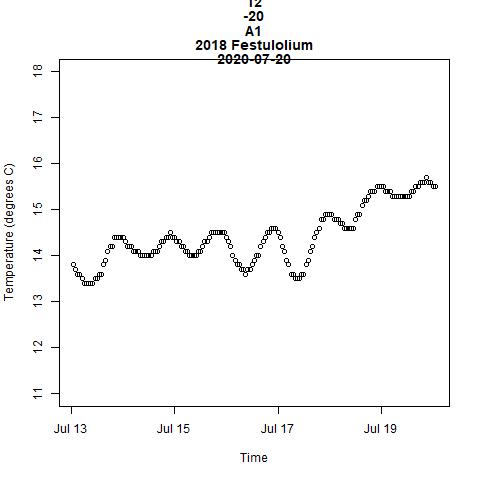 T2
-20
A1
2018 Festulolium
2020-07-20
18
17
16
15
14
13
12
11
Temperature (degrees C)
Jul 13 Jul 15 Jul 17 Jul 19
Time